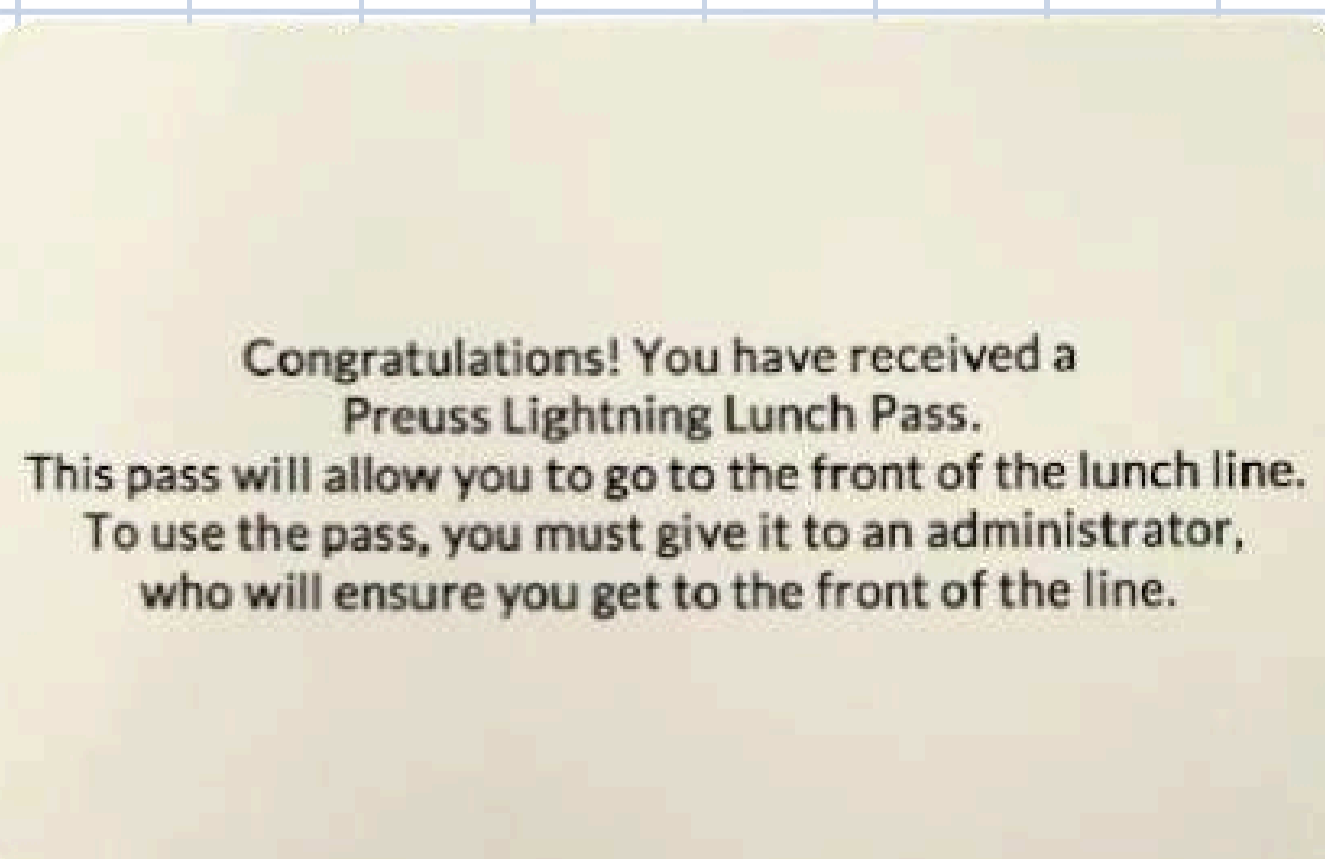 Congratulations! You have received a
Preuss Lightning Lunch Pass.
This pass will allow you to go to the front of the lunch line.
To use the pass, you must give it to an administrator,
who will ensure you get to the front of the line.